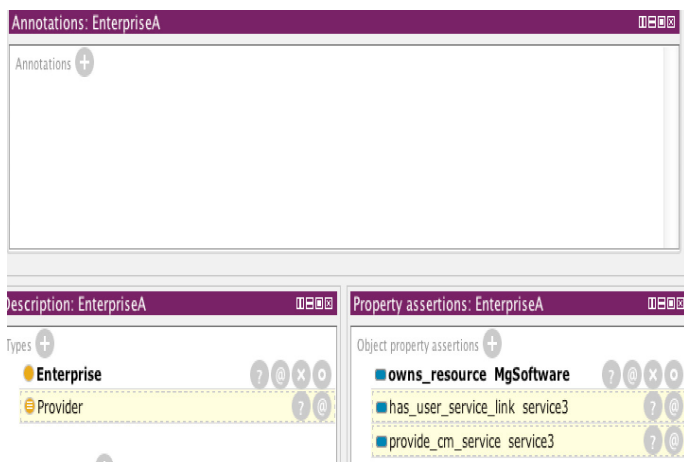 Annotations: EnterpriseA
Annotations
Description: EnterpriseA
Types
Enterprise
Provider
Property assertions: EnterpriseA
Object property assertions
owns_resource MgSoftware
has_user_service_link service3
provide_cm_service service3